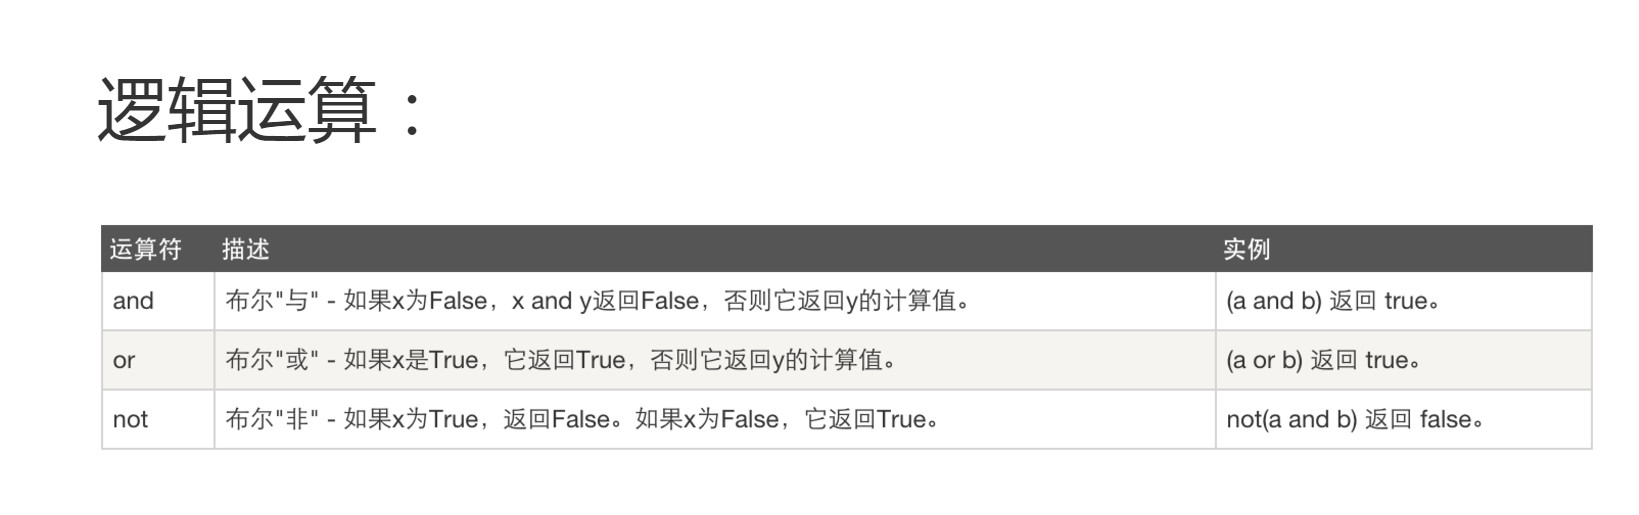 逻辑运算：
运算符 描述 实例
and 布尔"与" - 如果x为False，x and y返回False，否则它返回y的计算值。 (a and b) 返回 true。
or 布尔"或" - 如果x是True，它返回True，否则它返回y的计算值。 (a or b) 返回 true。
not 布尔"非" - 如果x为True，返回False。如果x为False，它返回True。 not(a and b) 返回 false。